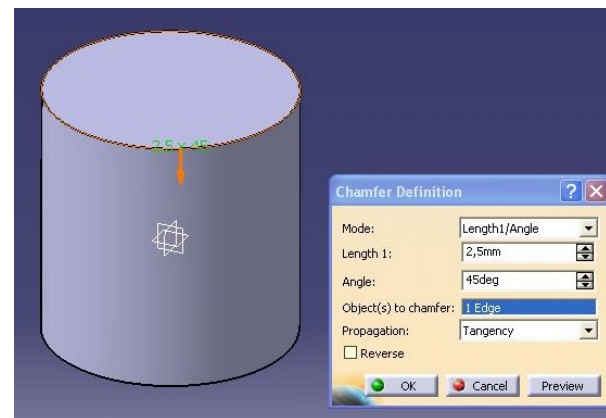 2,5 x 45
Chamfer Definition
Mode: Length1/Angle
Length 1: 2,5mm
Angle: 45deg
Object(s) to chamfer: 1 Edge
Propagation: Tangency
Reverse
OK Cancel Preview